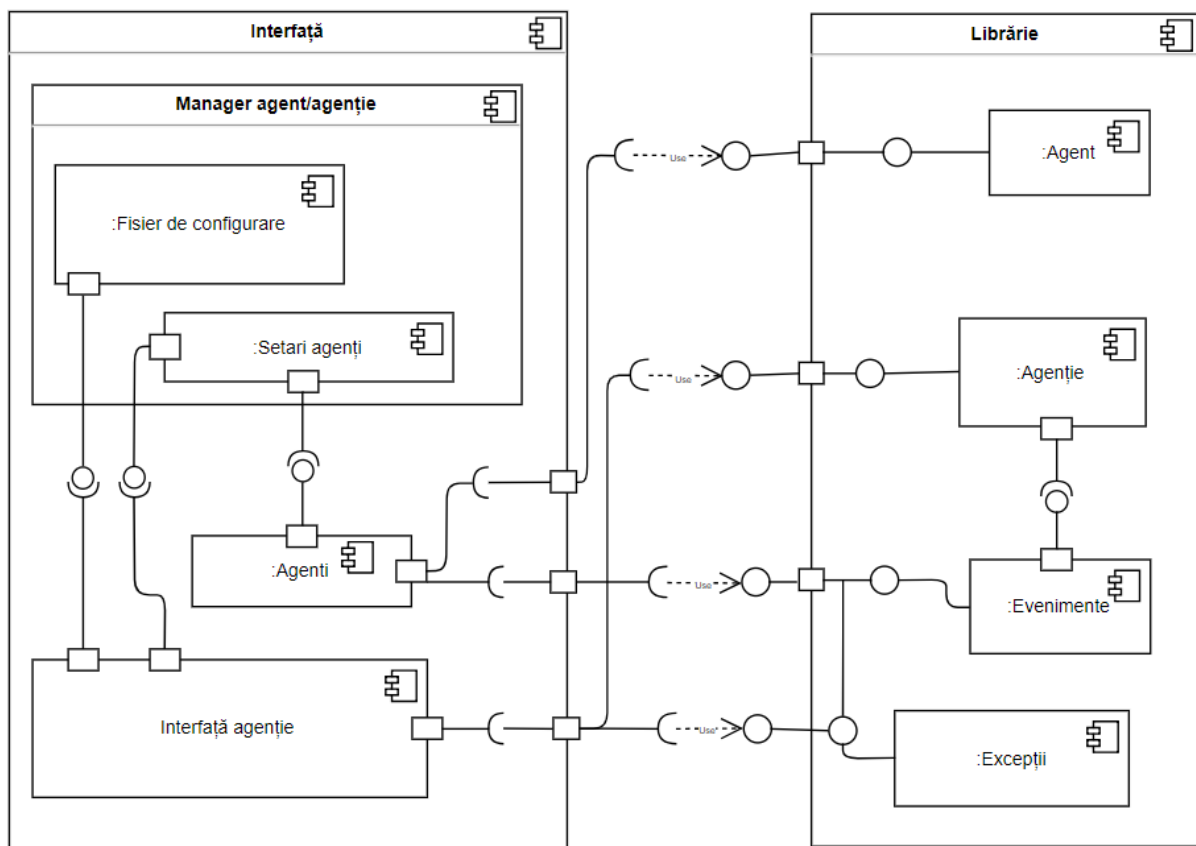 Interfață
Manager agent/agenție
:Fisier de configurare
:Setari agenți
:Agenti
Interfață agenție
Use
Use
Use
Use
Librărie
:Agent
:Agenție
:Evenimente
:Excepții